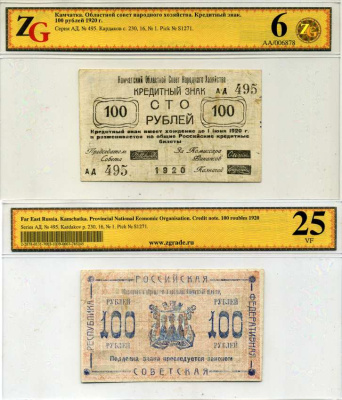 ZG
Камчатка. Областной совет народного хозяйства. Кредитный знак.
100 рублей 1920 г.
Серия АД, № 495. Кардаков с. 230, 16, № 1. Pick № S1271.
6
AA/006878
Камчатский Областной Совет Народного Хозяйства
КРЕДИТНЫЙ ЗНАК АД 495
100 СТО 100
РУБЛЕЙ
Кредитный знак имеет хождение до 1 июня 1920 г.
и разменивается на общие Российские кредитные
билеты
Председатель За Комиссара
Совета Финансов
АД 495 1920 Казначей
Far East Russia. Kamchatka. Provincial National Economic Organisation. Credit note. 100 roubles 1920
Series АД, № 495. Kardakov p. 230, 16, № 1. Pick № S1271.
www.zgrade.ru
25
VF
РОССИЙСКАЯ
РЕСПУБЛИКА
ФЕДЕРАТИВНАЯ
РУБЛЕЙ РУБЛЕЙ
100 100
РУБЛЕЙ РУБЛЕЙ
Подделка знака преследуется законом
СОВЕТСКАЯ